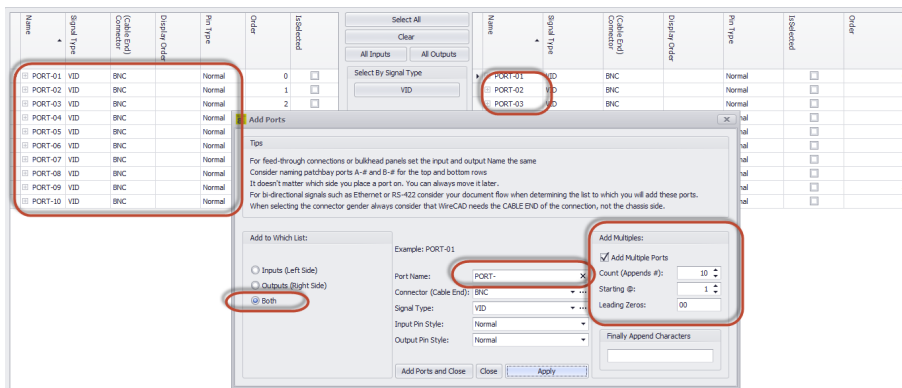 Name
Signal Type
(Cable End) Connector
Display Order
Pin Type
Order
IsSelected
Select All
Clear
All Inputs All Outputs
Select By Signal Type
VID
Name
Signal Type
(Cable End) Connector
Display Order
Pin Type
IsSelected
Order
PORT-01 VID BNC Normal 0
PORT-02 VID BNC Normal 1
PORT-03 VID BNC Normal 2
PORT-04 VID BNC Normal
PORT-05 VID BNC Normal
PORT-06 VID BNC Normal
PORT-07 VID BNC Normal
PORT-08 VID BNC Normal
PORT-09 VID BNC Normal
PORT-10 VID BNC Normal
PORT-01 VID BNC Normal
PORT-02 VID BNC Normal
PORT-03 VID BNC Normal
Add Ports
Tips
For feed-through connections or bulkhead panels set the input and output Name the same
Consider naming patchbay ports A-# and B-# for the top and bottom rows
It doesn't matter which side you place a port on. You can always move it later.
For bi-directional signals such as Ethernet or RS-422 consider your document flow when determining the list to which you will add these ports.
When selecting the connector gender always consider that WireCAD needs the CABLE END of the connection, not the chassis side.
Add to Which List:
Inputs (Left Side)
Outputs (Right Side)
Both
Example: PORT-01
Port Name: PORT-
Connector (Cable End): BNC
Signal Type: VID
Input Pin Style: Normal
Output Pin Style: Normal
Add Ports and Close Close Apply
Add Multiples:
Add Multiple Ports
Count (Appends #): 10
Starting @: 1
Leading Zeros: 00
Finally Append Characters